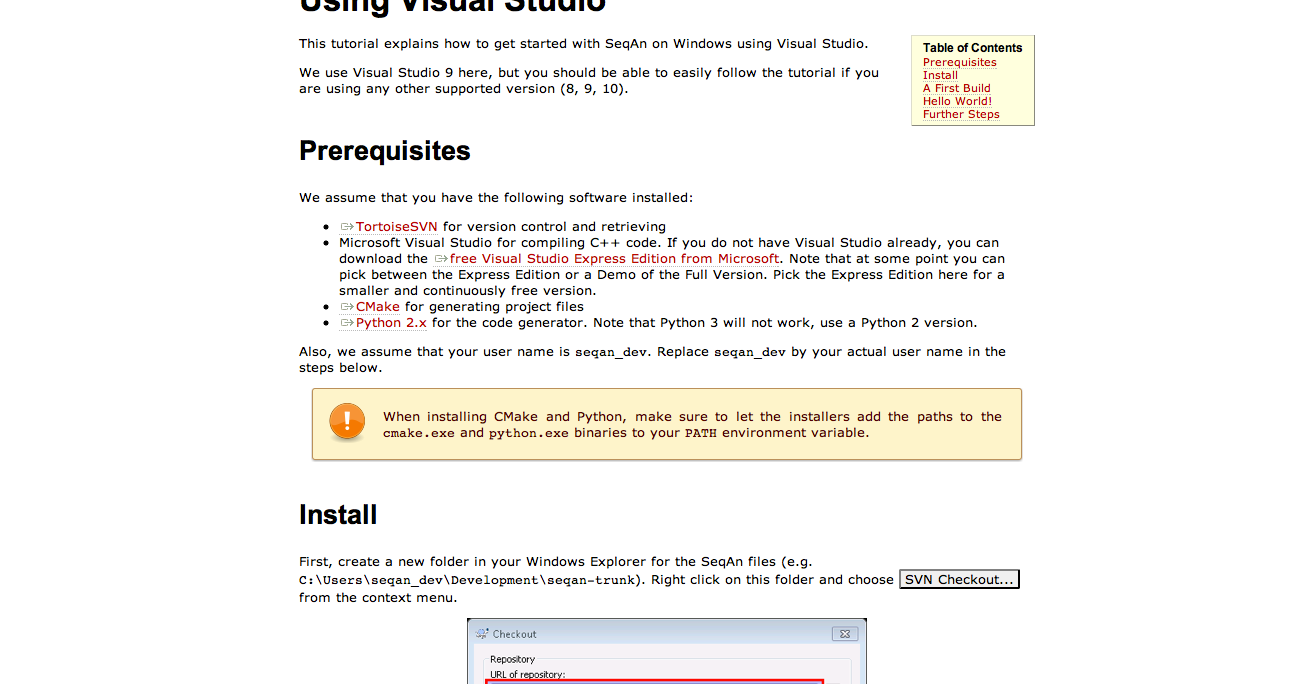 Using Visual Studio
This tutorial explains how to get started with SeqAn on Windows using Visual Studio.
We use Visual Studio 9 here, but you should be able to easily follow the tutorial if you
are using any other supported version (8, 9, 10).
Table of Contents
Prerequisites
Install
A First Build
Hello World!
Further Steps
Prerequisites
We assume that you have the following software installed:
TortoiseSVN for version control and retrieving
Microsoft Visual Studio for compiling C++ code. If you do not have Visual Studio already, you can
download the free Visual Studio Express Edition from Microsoft. Note that at some point you can
pick between the Express Edition or a Demo of the Full Version. Pick the Express Edition here for a
smaller and continuously free version.
CMake for generating project files
Python 2.x for the code generator. Note that Python 3 will not work, use a Python 2 version.
Also, we assume that your user name is seqan_dev. Replace seqan_dev by your actual user name in the
steps below.
When installing CMake and Python, make sure to let the installers add the paths to the
cmake.exe and python.exe binaries to your PATH environment variable.
Install
First, create a new folder in your Windows Explorer for the SeqAn files (e.g.
C:\Users\seqan_dev\Development\seqan-trunk). Right click on this folder and choose SVN Checkout...
from the context menu.
Checkout
Repository
URL of repository: